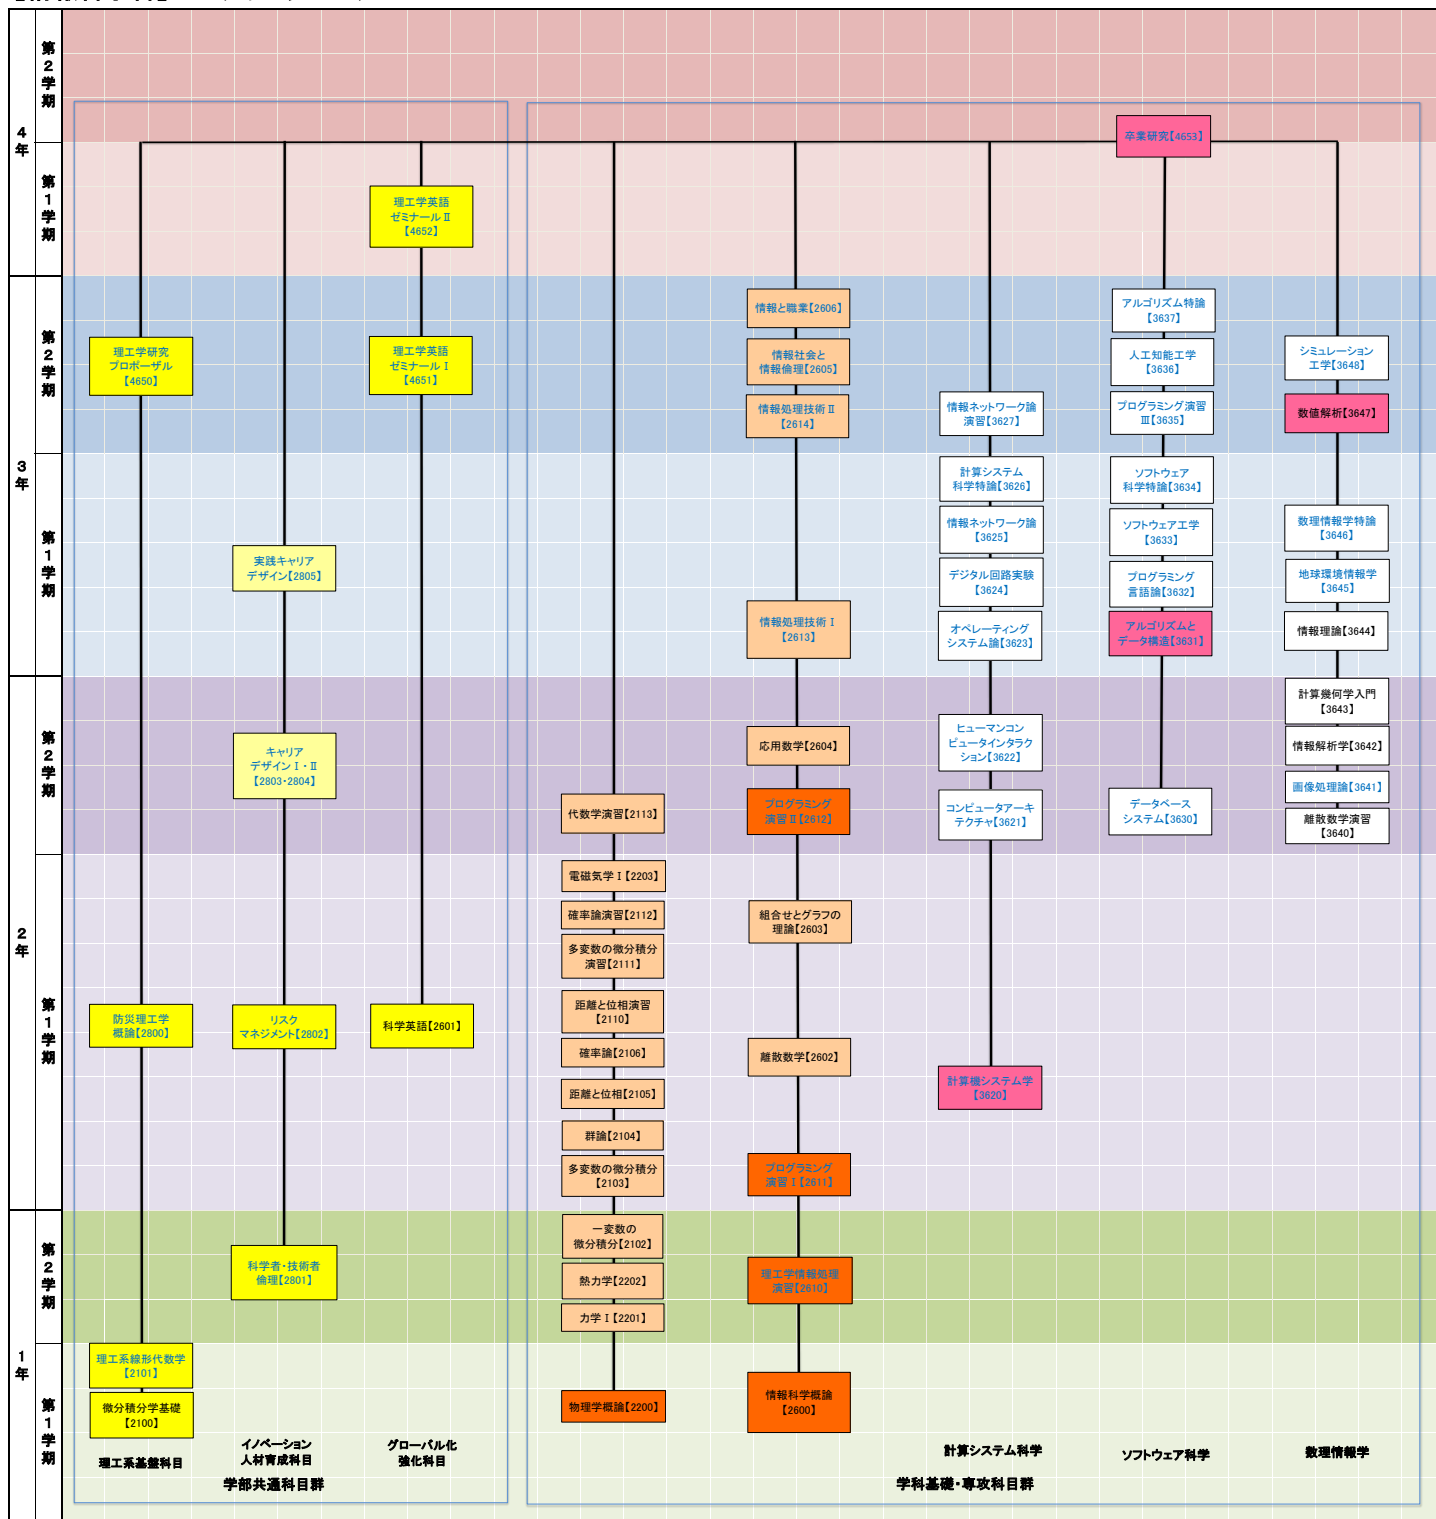 第2学期
4年
卒業研究【4653】
第1学期
理工学英語
ゼミナールⅡ
【4652】
第2学期
情報と職業【2606】
アルゴリズム特論
【3637】
理工学研究
プロポーザル
【4650】
理工学英語
ゼミナールⅠ
【4651】
情報社会と
情報倫理【2605】
人工知能工学
【3636】
シミュレーション
工学【3648】
情報処理技術Ⅱ
【2614】
情報ネットワーク論
演習【3627】
プログラミング演習
Ⅲ【3635】
数値解析【3647】
3年
計算システム
科学特論【3626】
ソフトウェア
科学特論【3634】
第1学期
情報ネットワーク論
【3625】
ソフトウェア工学
【3633】
数理情報学特論
【3646】
実践キャリア
デザイン【2805】
デジタル回路実験
【3624】
プログラミング
言語論【3632】
地球環境情報学
【3645】
情報処理技術Ⅰ
【2613】
オペレーティング
システム論【3623】
アルゴリズムと
データ構造【3631】
情報理論【3644】
計算幾何学入門
【3643】
第2学期
キャリア
デザインⅠ・Ⅱ
【2803・2804】
応用数学【2604】
ヒューマンコン
ピュータインタラク
ション【3622】
情報解析学【3642】
画像処理論【3641】
代数学演習【2113】
プログラミング
演習Ⅱ【2612】
コンピュータアーキ
テクチャ【3621】
データベース
システム【3630】
離散数学演習
【3640】
電磁気学Ⅰ【2203】
2年
確率論演習【2112】
組合せとグラフの
理論【2603】
多変数の微分積分
演習【2111】
第1学期
防災理工学
概論【2800】
リスク
マネジメント【2802】
科学英語【2601】
距離と位相演習
【2110】
確率論【2106】
離散数学【2602】
計算機システム学
【3620】
距離と位相【2105】
群論【2104】
多変数の微分積分
【2103】
プログラミング
演習Ⅰ【2611】
第2学期
一変数の
微分積分【2102】
科学者・技術者
倫理【2801】
熱力学【2202】
理工学情報処理
演習【2610】
力学Ⅰ【2201】
1年
理工系線形代数学
【2101】
第1学期
微分積分学基礎
【2100】
物理学概論【2200】
情報科学概論
【2600】
理工系基盤科目
イノベーション
人材育成科目
グローバル化
強化科目
計算システム科学
ソフトウェア科学
数理情報学
学部共通科目群
学科基礎・専攻科目群